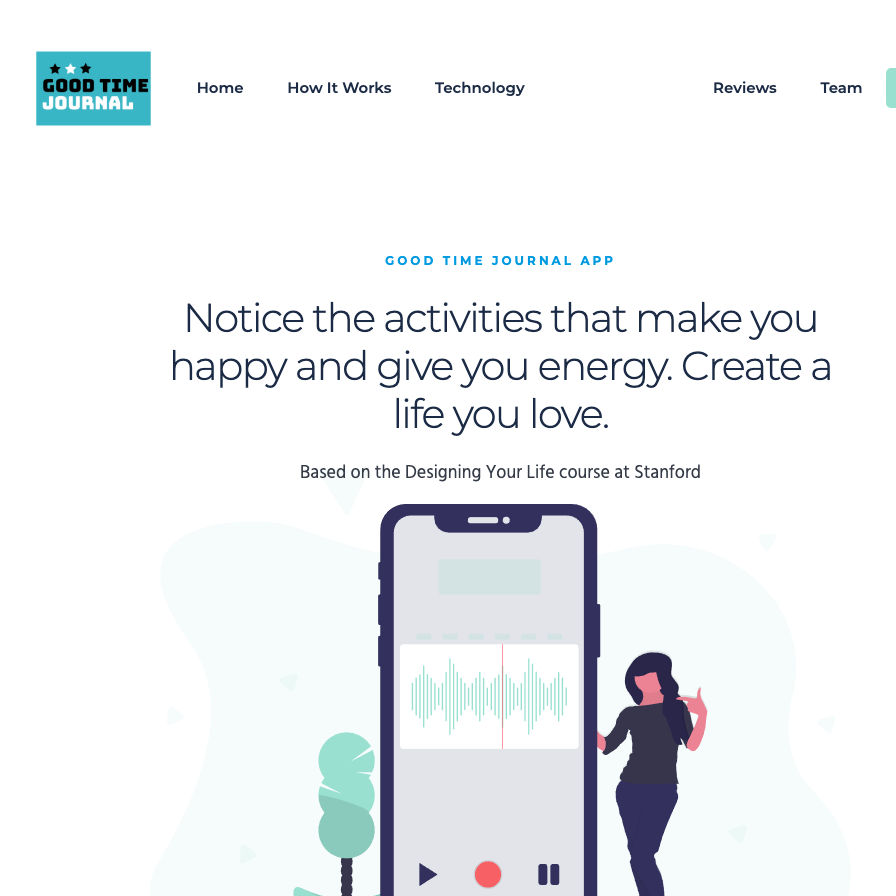 GOOD TIME
JOURNAL
Home How It Works Technology Reviews Team
GOOD TIME JOURNAL APP
Notice the activities that make you
happy and give you energy. Create a
life you love.
Based on the Designing Your Life course at Stanford